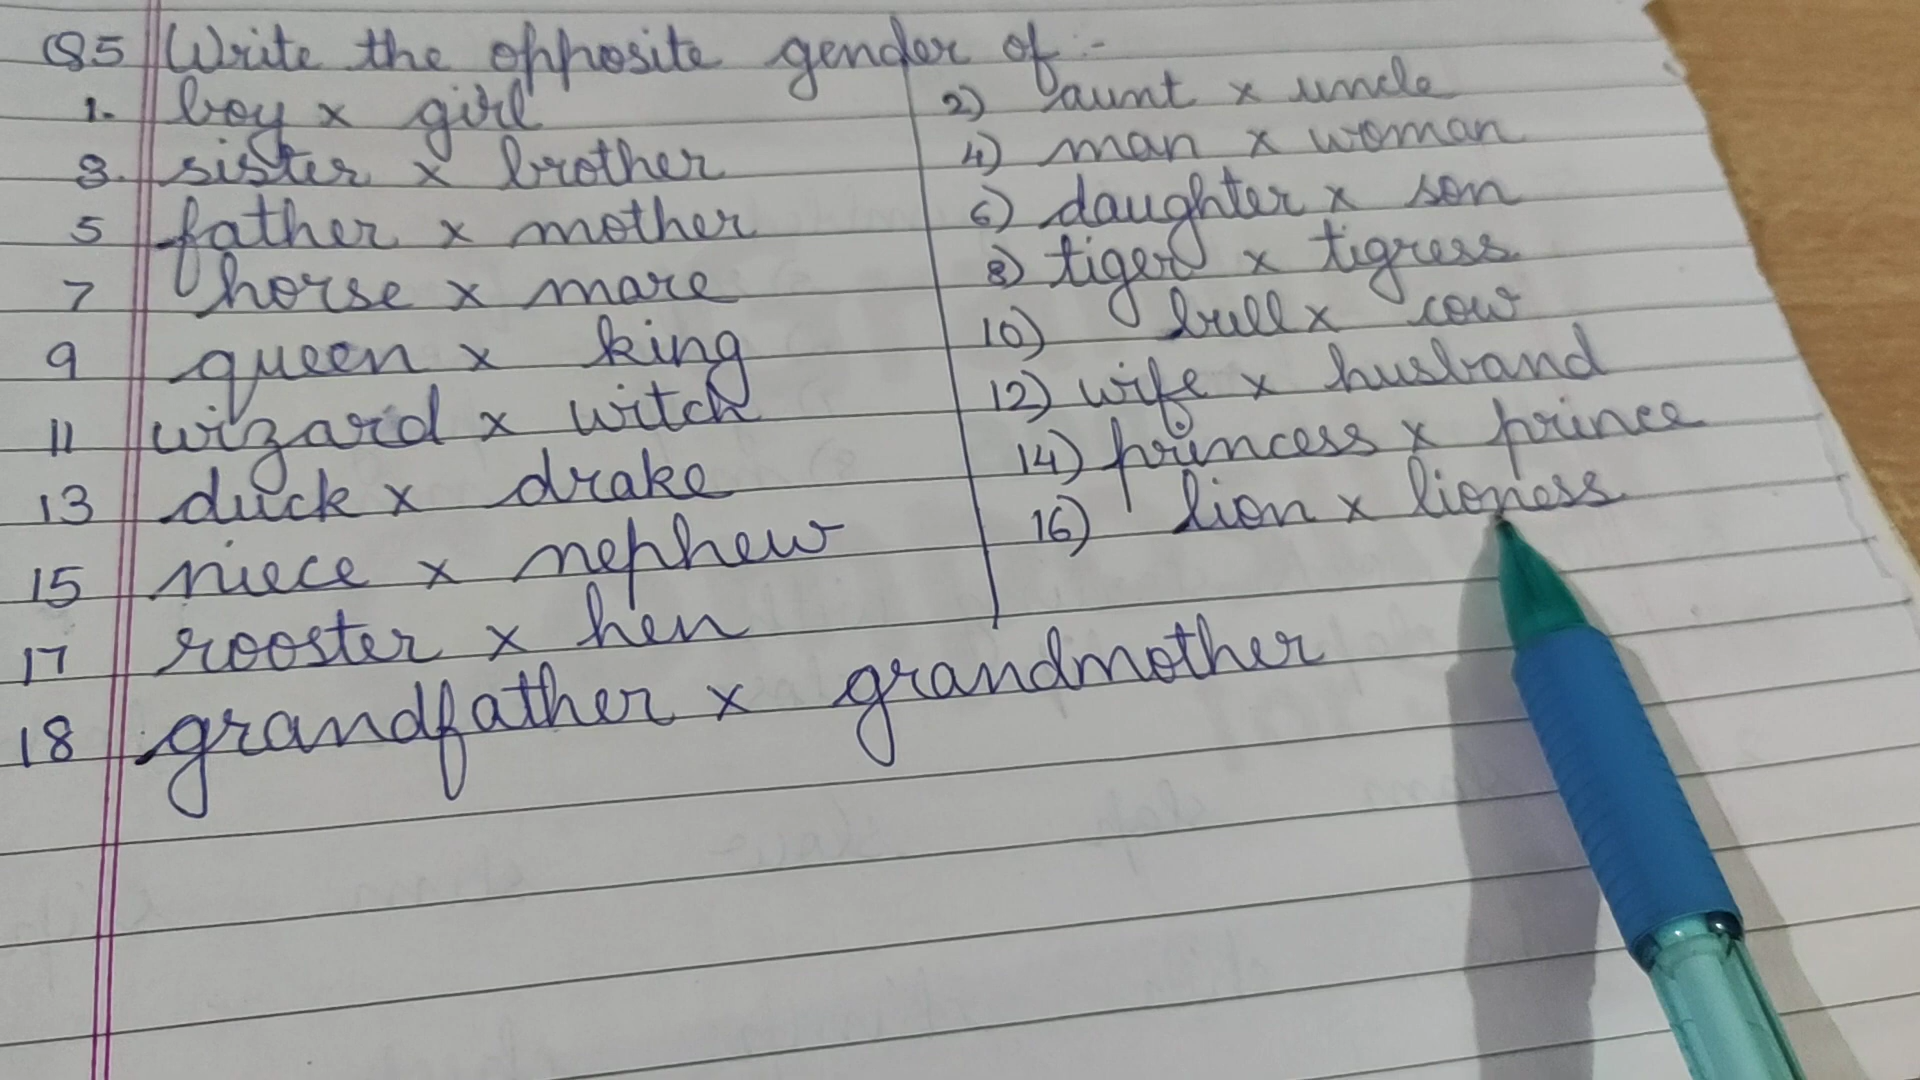 Q5 Write the opposite gender of :-
1. boy x girl
2) aunt x uncle
3. sister x brother
4) man x woman
5 father x mother
6) daughter x son
7 horse x mare
8) tiger x tigress
9 queen x king
10) bull x cow
11 wizard x witch
12) wife x husband
13 duck x drake
14) princess x prince
15 niece x nephew
16) lion x lioness
17 rooster x hen
18 grandfather x grandmother